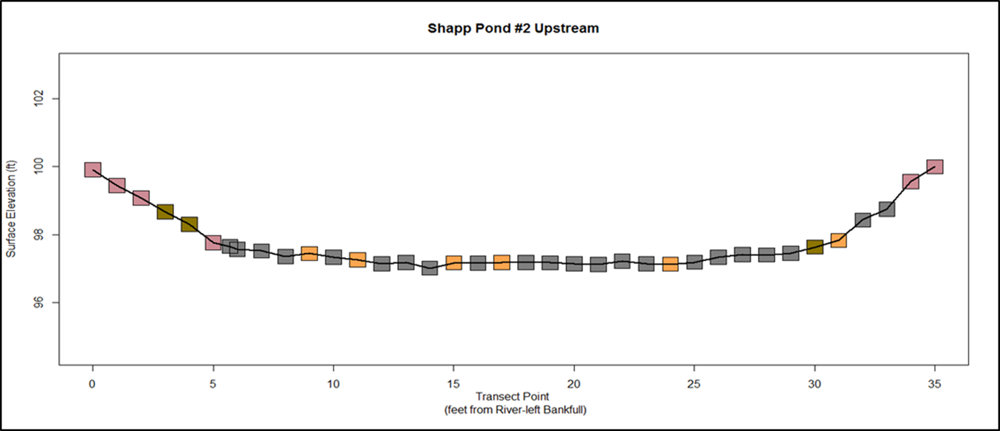 Shapp Pond #2 Upstream
Surface Elevation (ft)
102
100
98
96
0 5 10 15 20 25 30 35
Transect Point
(feet from River-left Bankfull)